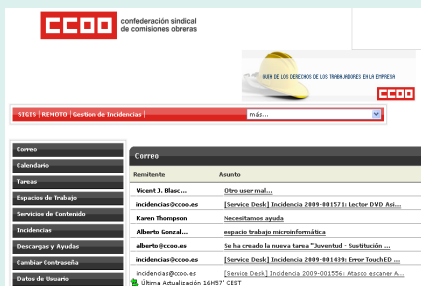 CCOO confederación sindical
de comisiones obreras
GUÍA DE LOS DERECHOS DE LOS TRABAJADORES EN LA EMPRESA
CCOO
SIGIS | REMOTO | Gestion de Incidencias |
más...
Correo
Calendario
Tareas
Espacios de Trabajo
Servicios de Contenido
Incidencias
Descargas y Ayudas
Cambiar Contraseña
Datos de Usuario
Correo
Remitente Asunto
Vicent J. Blasc... Otro user mal...
incidencias@ccoo.es [Service Desk] Incidencia 2009-001571: Lector DVD Asi...
Karen Thompson Necesitamos ayuda
Alberto Gonzal... espacio trabajo microinformática
alberto@ccoo.es Se ha creado la nueva tarea "Juventud - Sustitución ...
incidencias@ccoo.es [Service Desk] Incidencia 2009-001439: Error TouchED ...
incidencias@ccoo.es [Service Desk] Incidencia 2009-001556: Atasco escaner A...
Última Actualización 16H57' CEST